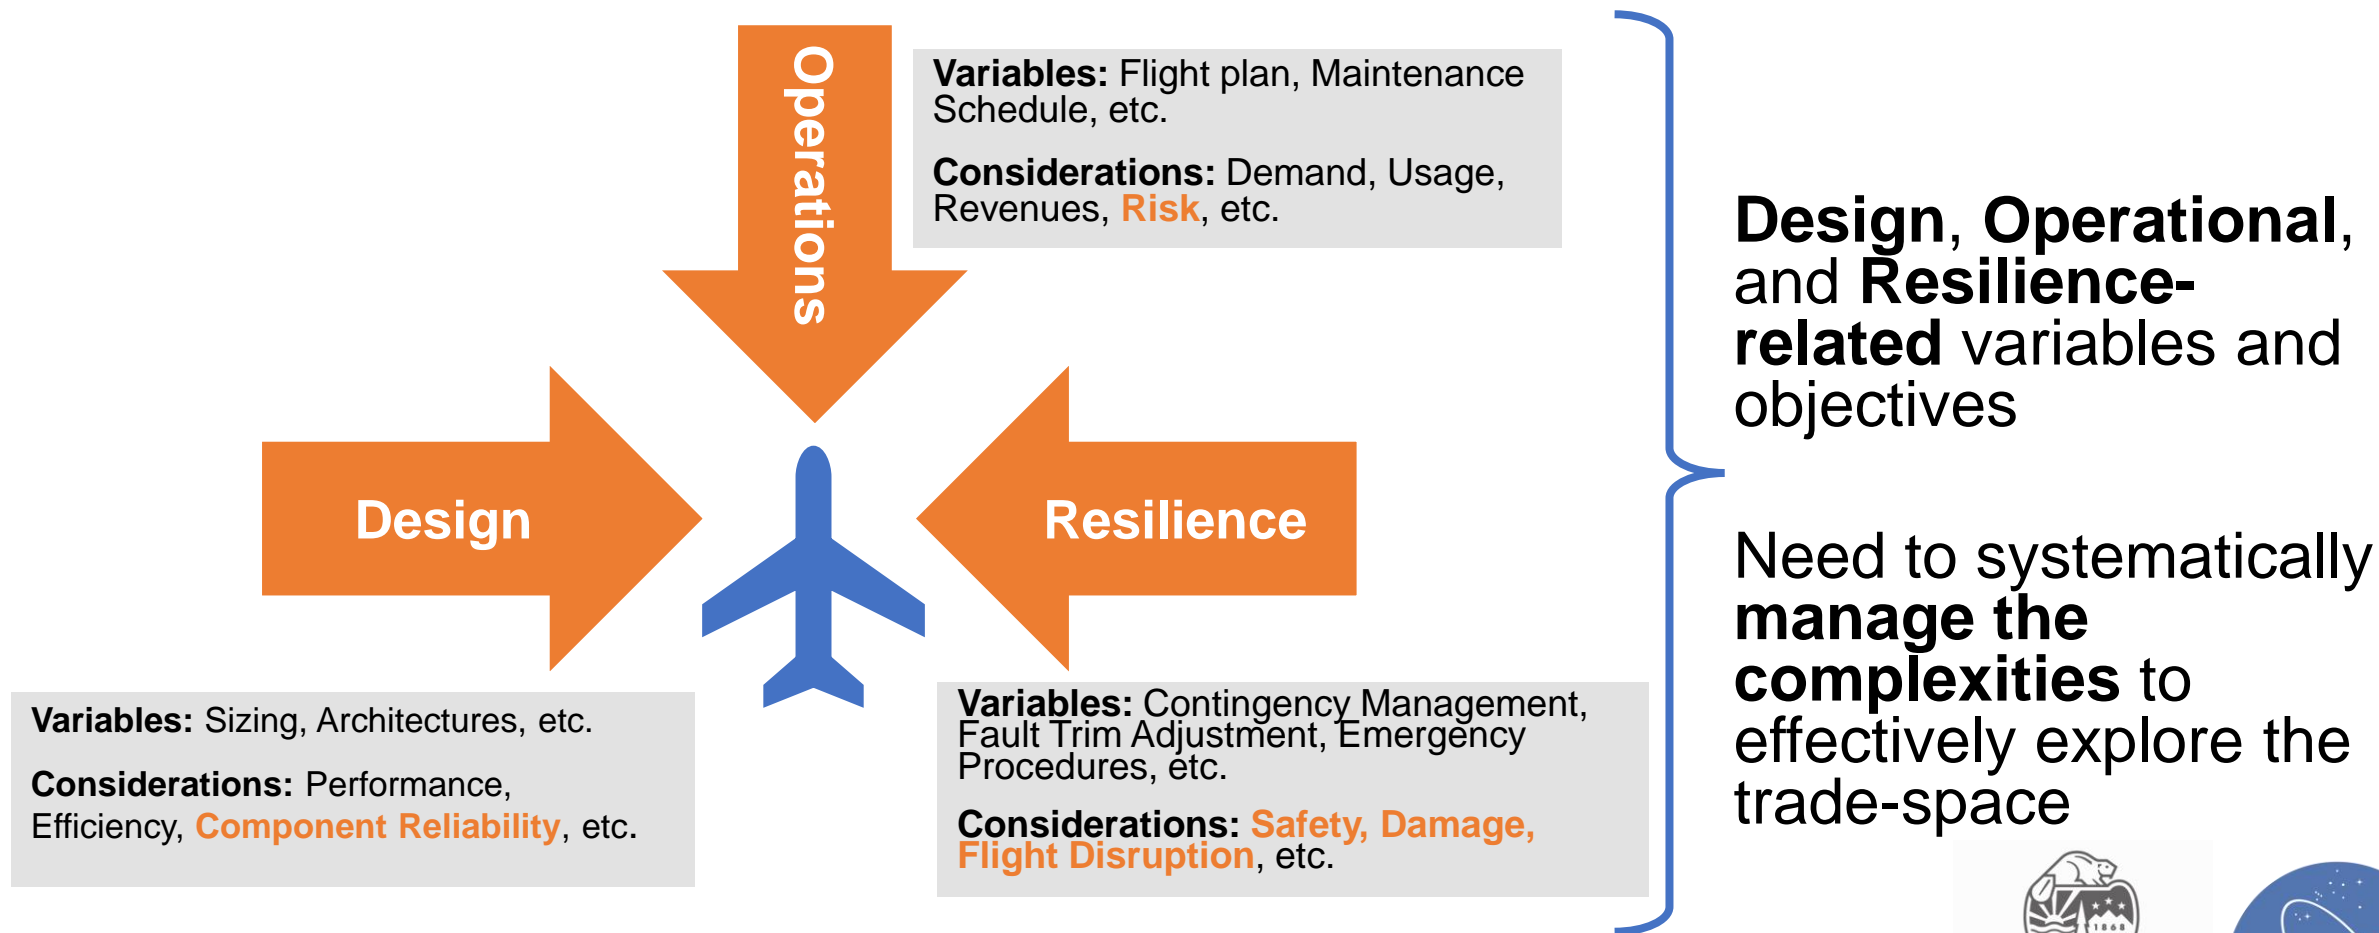 Operations
Variables: Flight plan, Maintenance
Schedule, etc.
Considerations: Demand, Usage,
Revenues, Risk, etc.
Design
Resilience
Variables: Sizing, Architectures, etc.
Considerations: Performance,
Efficiency, Component Reliability, etc.
Variables: Contingency Management,
Fault Trim Adjustment, Emergency
Procedures, etc.
Considerations: Safety, Damage,
Flight Disruption, etc.
Design, Operational,
and Resilience-
related variables and
objectives
Need to systematically
manage the
complexities to
effectively explore the
trade-space
1868